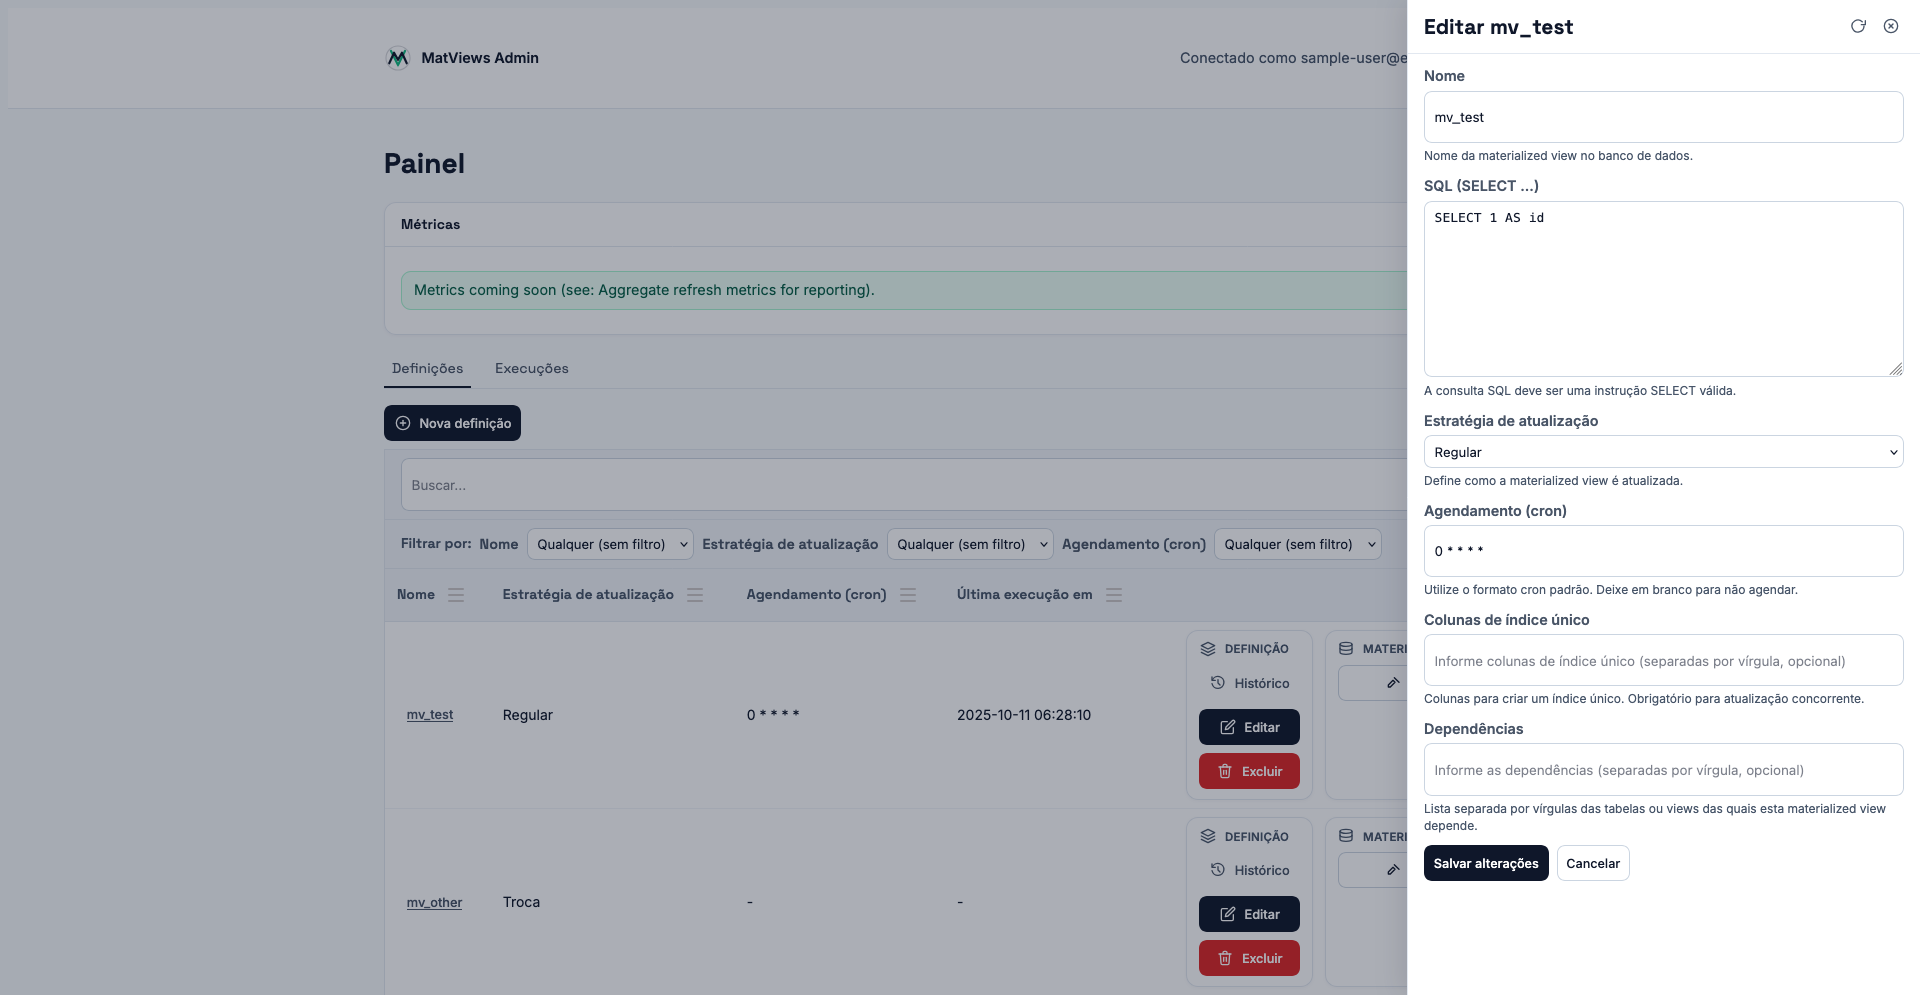 MatViews Admin
Conectado como sample-user@e
Painel
Métricas
Metrics coming soon (see: Aggregate refresh metrics for reporting).
Definições
Execuções
Nova definição
Buscar...
Filtrar por:
Nome
Qualquer (sem filtro)
Estratégia de atualização
Qualquer (sem filtro)
Agendamento (cron)
Qualquer (sem filtro)
Nome
Estratégia de atualização
Agendamento (cron)
Última execução em
mv_test
Regular
0 * * * *
2025-10-11 06:28:10
DEFINIÇÃO
Histórico
Editar
Excluir
MATERI
mv_other
Troca
-
-
DEFINIÇÃO
Histórico
Editar
Excluir
MATERI
Editar mv_test
Nome
mv_test
Nome da materialized view no banco de dados.
SQL (SELECT ...)
SELECT 1 AS id
A consulta SQL deve ser uma instrução SELECT válida.
Estratégia de atualização
Regular
Define como a materialized view é atualizada.
Agendamento (cron)
0 * * * *
Utilize o formato cron padrão. Deixe em branco para não agendar.
Colunas de índice único
Informe colunas de índice único (separadas por vírgula, opcional)
Colunas para criar um índice único. Obrigatório para atualização concorrente.
Dependências
Informe as dependências (separadas por vírgula, opcional)
Lista separada por vírgulas das tabelas ou views das quais esta materialized view
depende.
Salvar alterações
Cancelar